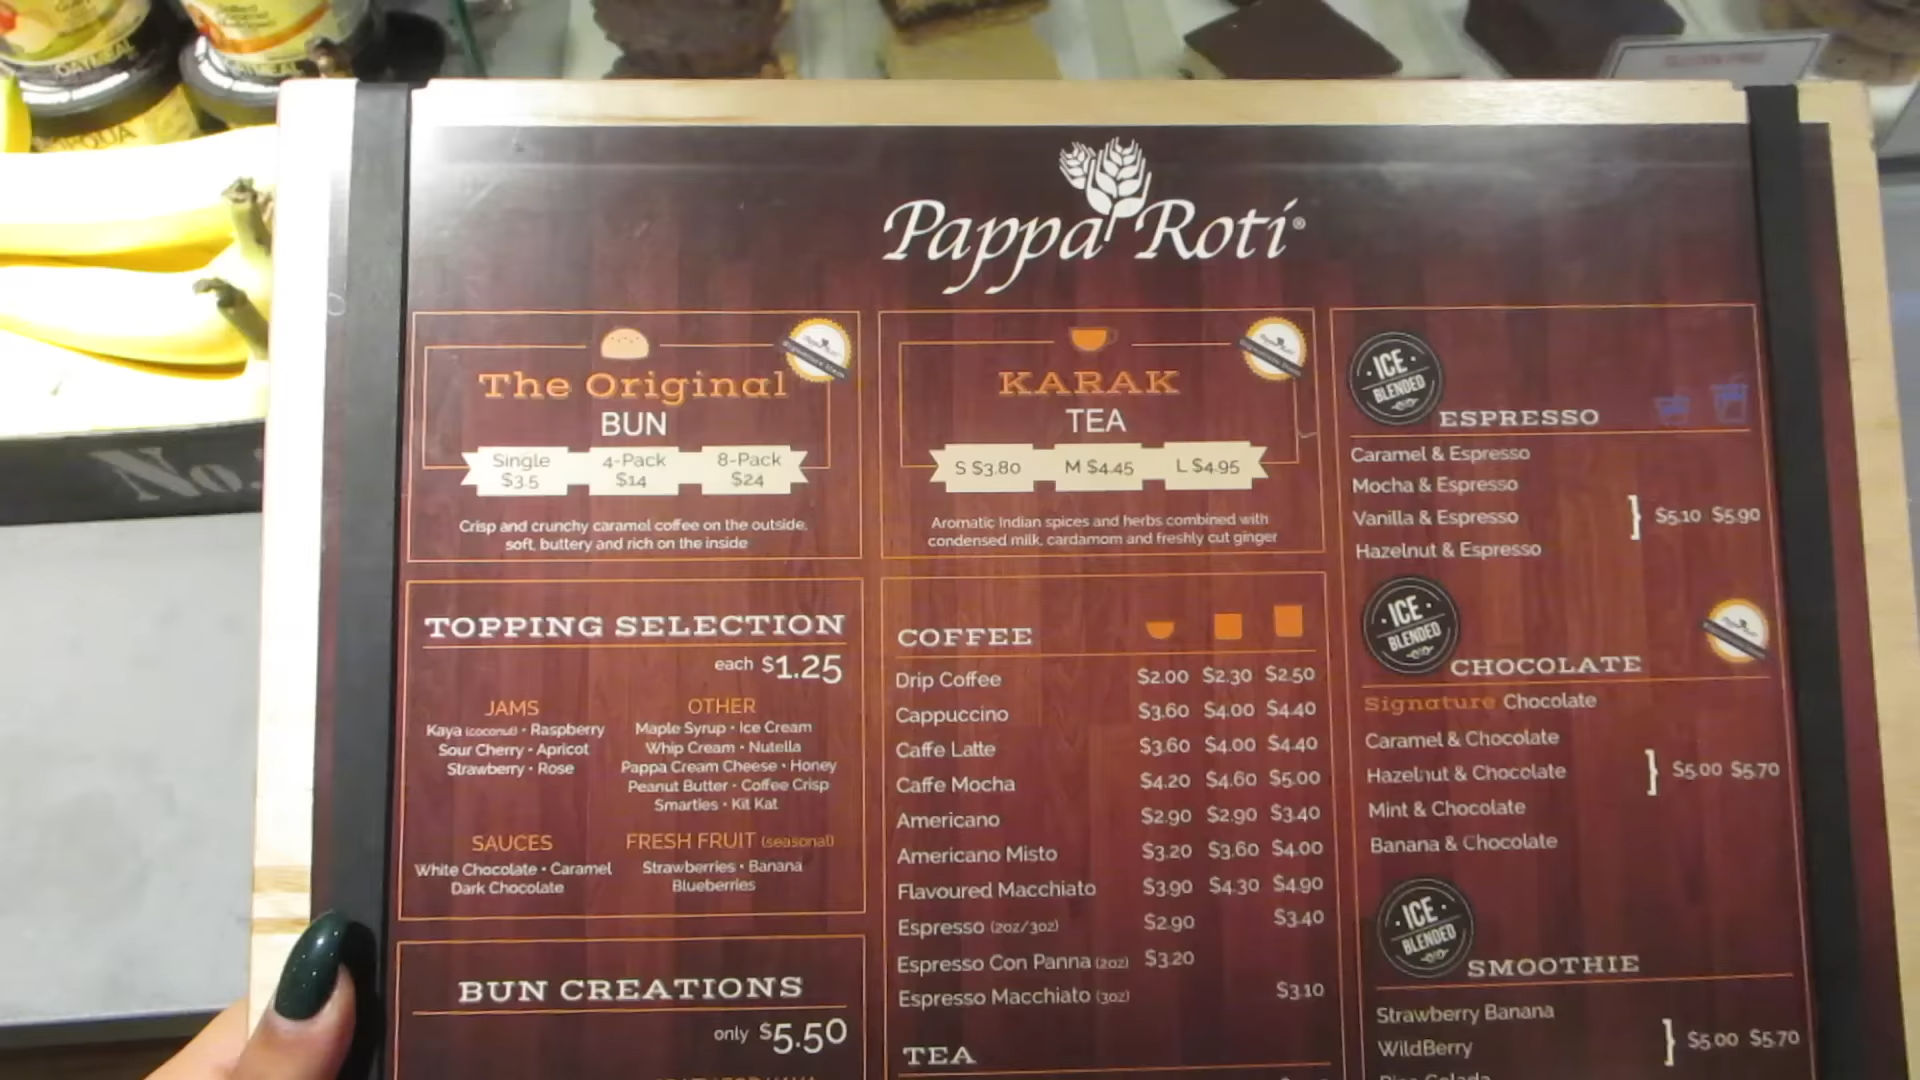 OATMEAL
OATMEAL
No.
Pappa Roti®
The Original
BUN
Single 4-Pack 8-Pack
$3.5 $14 $24
Crisp and crunchy caramel coffee on the outside,
soft, buttery and rich on the inside
TOPPING SELECTION
each $1.25
JAMS
Kaya (coconut) • Raspberry
Sour Cherry • Apricot
Strawberry • Rose
OTHER
Maple Syrup • Ice Cream
Whip Cream • Nutella
Pappa Cream Cheese • Honey
Peanut Butter • Coffee Crisp
Smarties • Kit Kat
SAUCES
White Chocolate • Caramel
Dark Chocolate
FRESH FRUIT (seasonal)
Strawberries • Banana
Blueberries
BUN CREATIONS
only $5.50
KARAK
TEA
S $3.80 M $4.45 L $4.95
Aromatic Indian spices and herbs combined with
condensed milk, cardamom and freshly cut ginger
COFFEE
Drip Coffee $2.00 $2.30 $2.50
Cappuccino $3.60 $4.00 $4.40
Caffe Latte $3.60 $4.00 $4.40
Caffe Mocha $4.20 $4.60 $5.00
Americano $2.90 $2.90 $3.40
Americano Misto $3.20 $3.60 $4.00
Flavoured Macchiato $3.90 $4.30 $4.90
Espresso (2oz/3oz) $2.90 $3.40
Espresso Con Panna (2oz) $3.20
Espresso Macchiato (3oz) $3.10
TEA
ICE
BLENDED
ESPRESSO
Caramel & Espresso
Mocha & Espresso
Vanilla & Espresso
Hazelnut & Espresso
} $5.10 $5.90
ICE
BLENDED
CHOCOLATE
Signature Chocolate
Caramel & Chocolate
Hazelnut & Chocolate
Mint & Chocolate
Banana & Chocolate
} $5.00 $5.70
ICE
BLENDED
SMOOTHIE
Strawberry Banana
WildBerry
} $5.00 $5.70